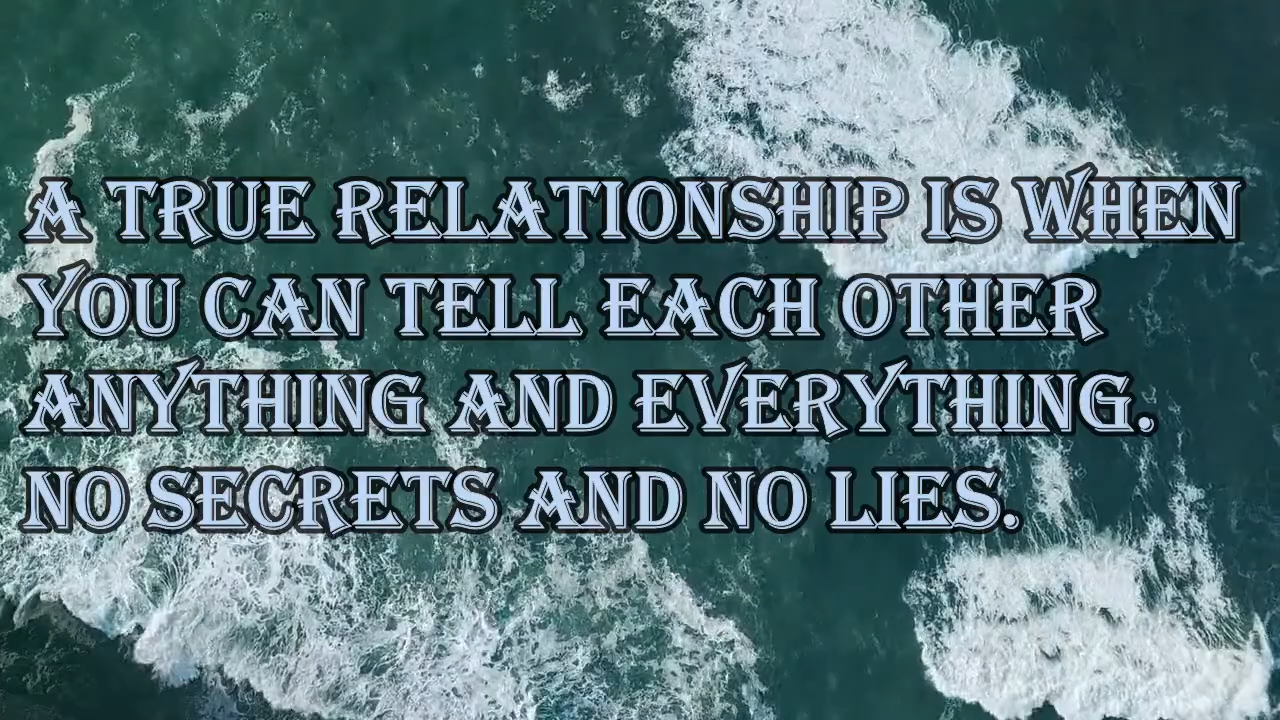 A TRUE RELATIONSHIP IS WHEN
YOU CAN TELL EACH OTHER
ANYTHING AND EVERYTHING.
NO SECRETS AND NO LIES.